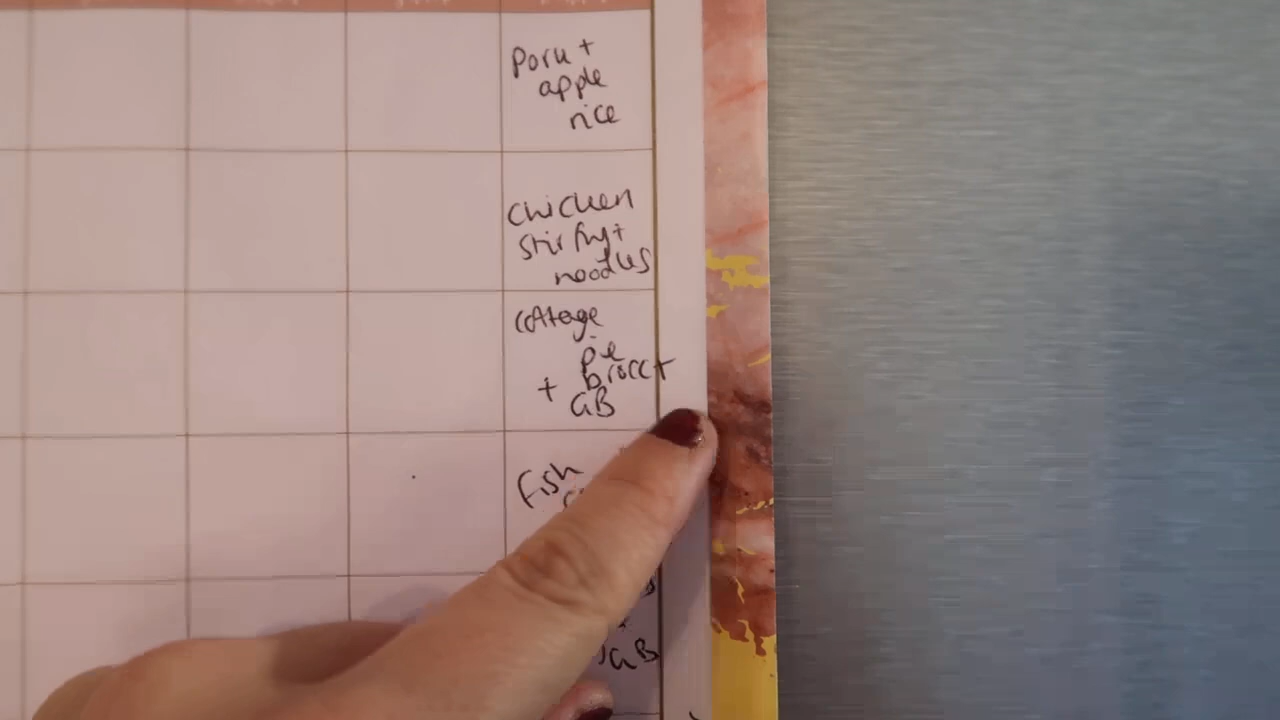 Pork +
apple
rice
chicken
stir fry +
noodles
cottage
pie
+ brocc +
GB
Fish
GB